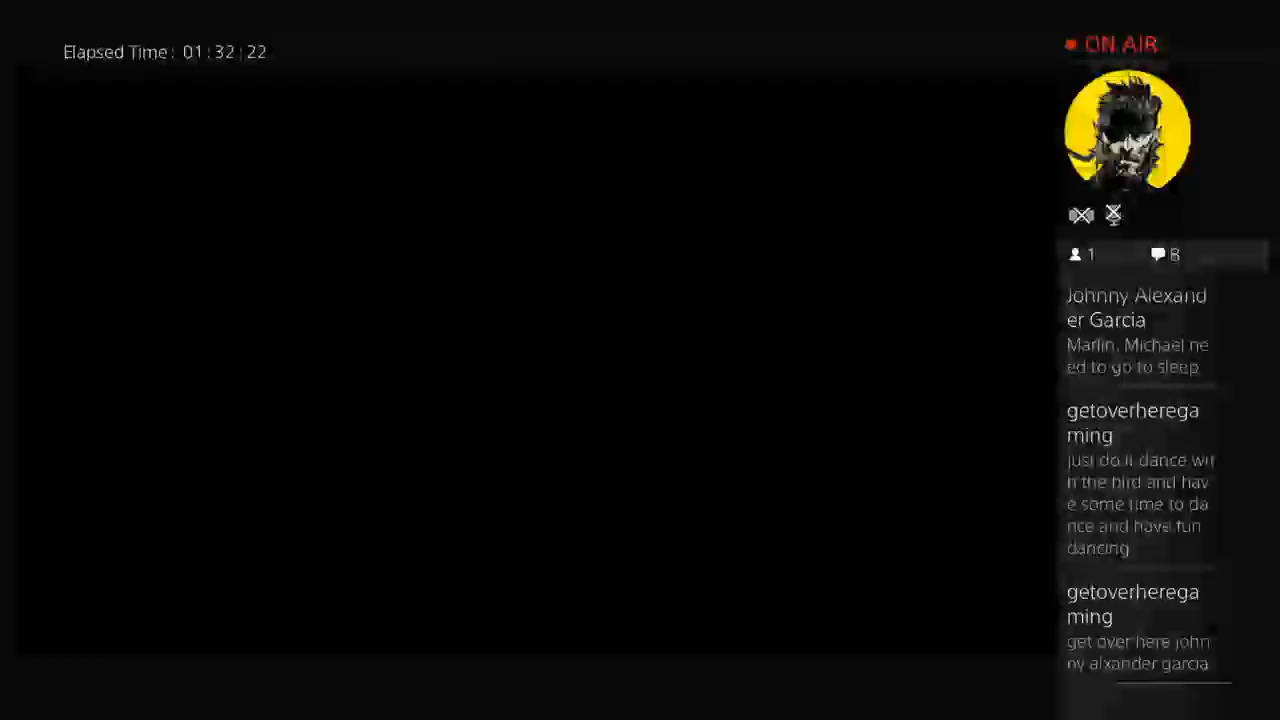 Elapsed Time: 01:32:22
ON AIR
1 8
Johnny Alexand
er Garcia
Marlin, Michael ne
ed to go to sleep
getoverherega
ming
just do it dance wit
h the bird and hav
e some time to da
nce and have fun
dancing
getoverherega
ming
get over here john
ny alxander garcia